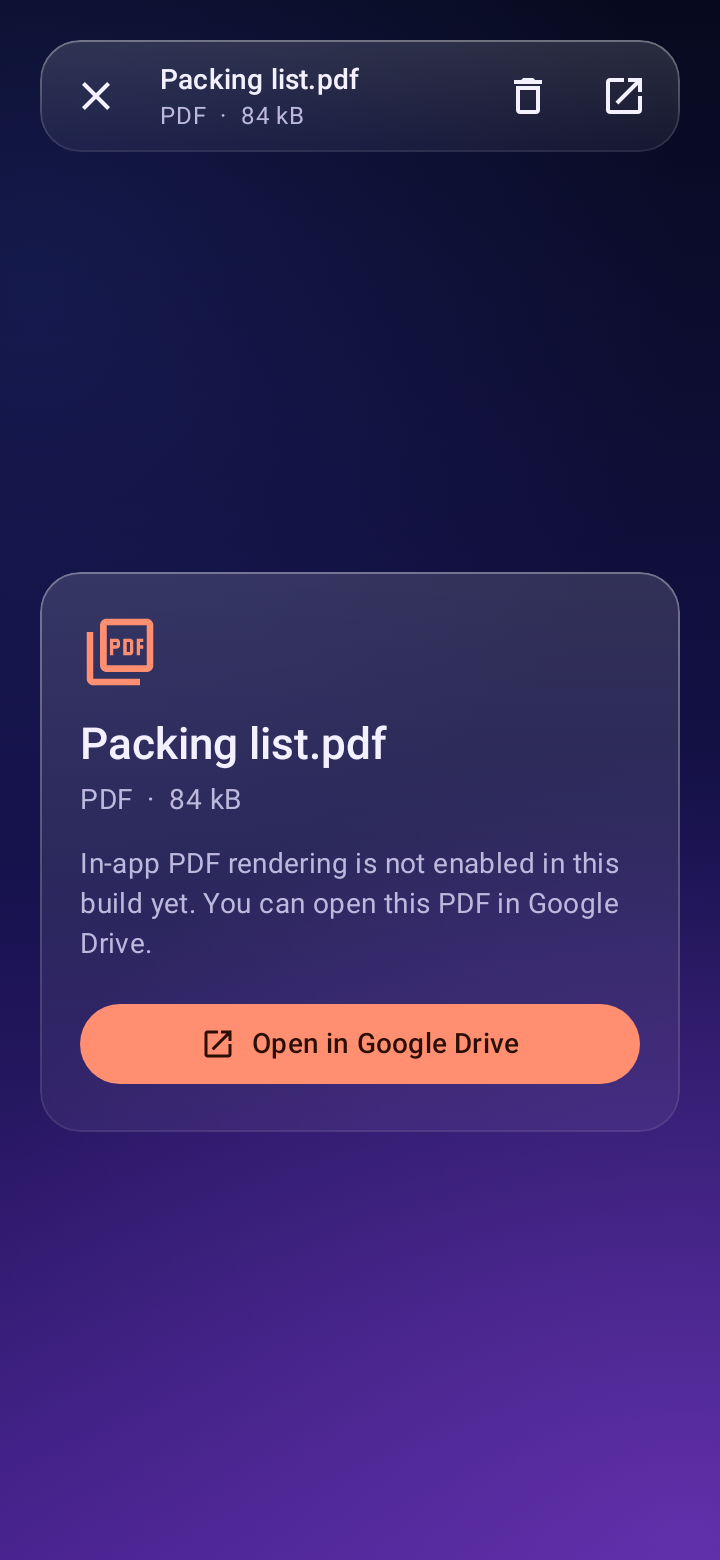 Packing list.pdf
PDF · 84 kB
PDF
Packing list.pdf
PDF · 84 kB
In-app PDF rendering is not enabled in this
build yet. You can open this PDF in Google
Drive.
Open in Google Drive